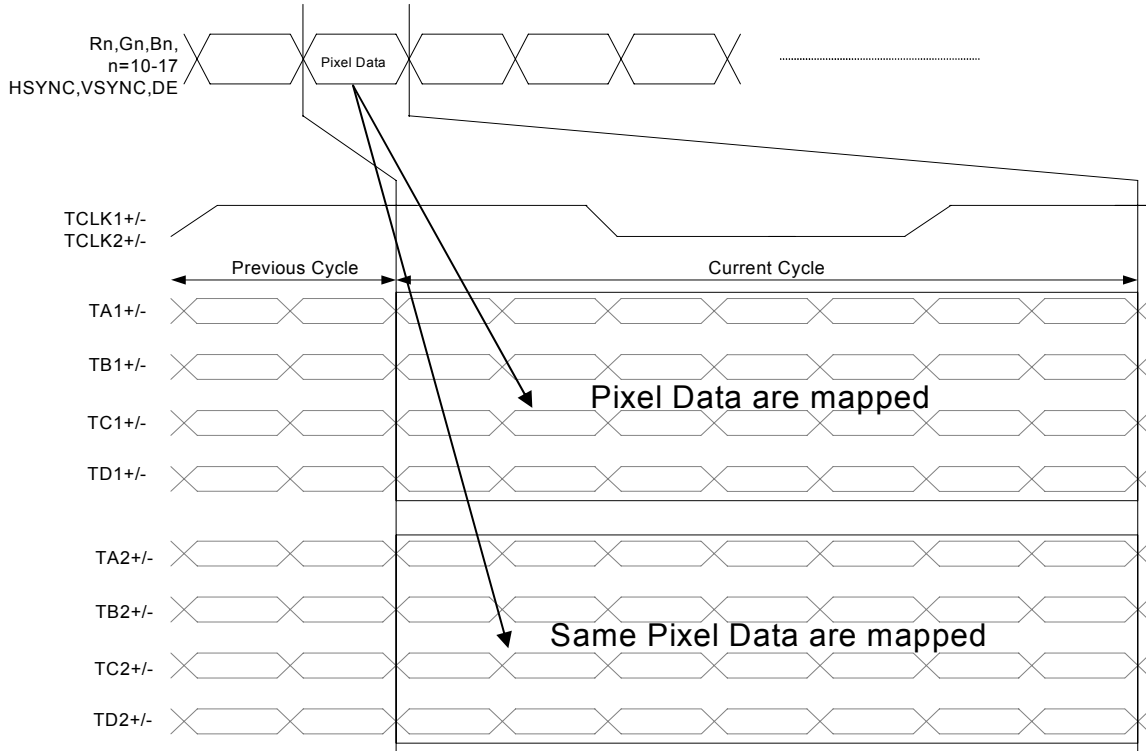 Rn,Gn,Bn,
n=10-17
HSYNC,VSYNC,DE
Pixel Data
TCLK1+/-
TCLK2+/-
Previous Cycle
Current Cycle
TA1+/-
TB1+/-
Pixel Data are mapped
TC1+/-
TD1+/-
TA2+/-
TB2+/-
Same Pixel Data are mapped
TC2+/-
TD2+/-